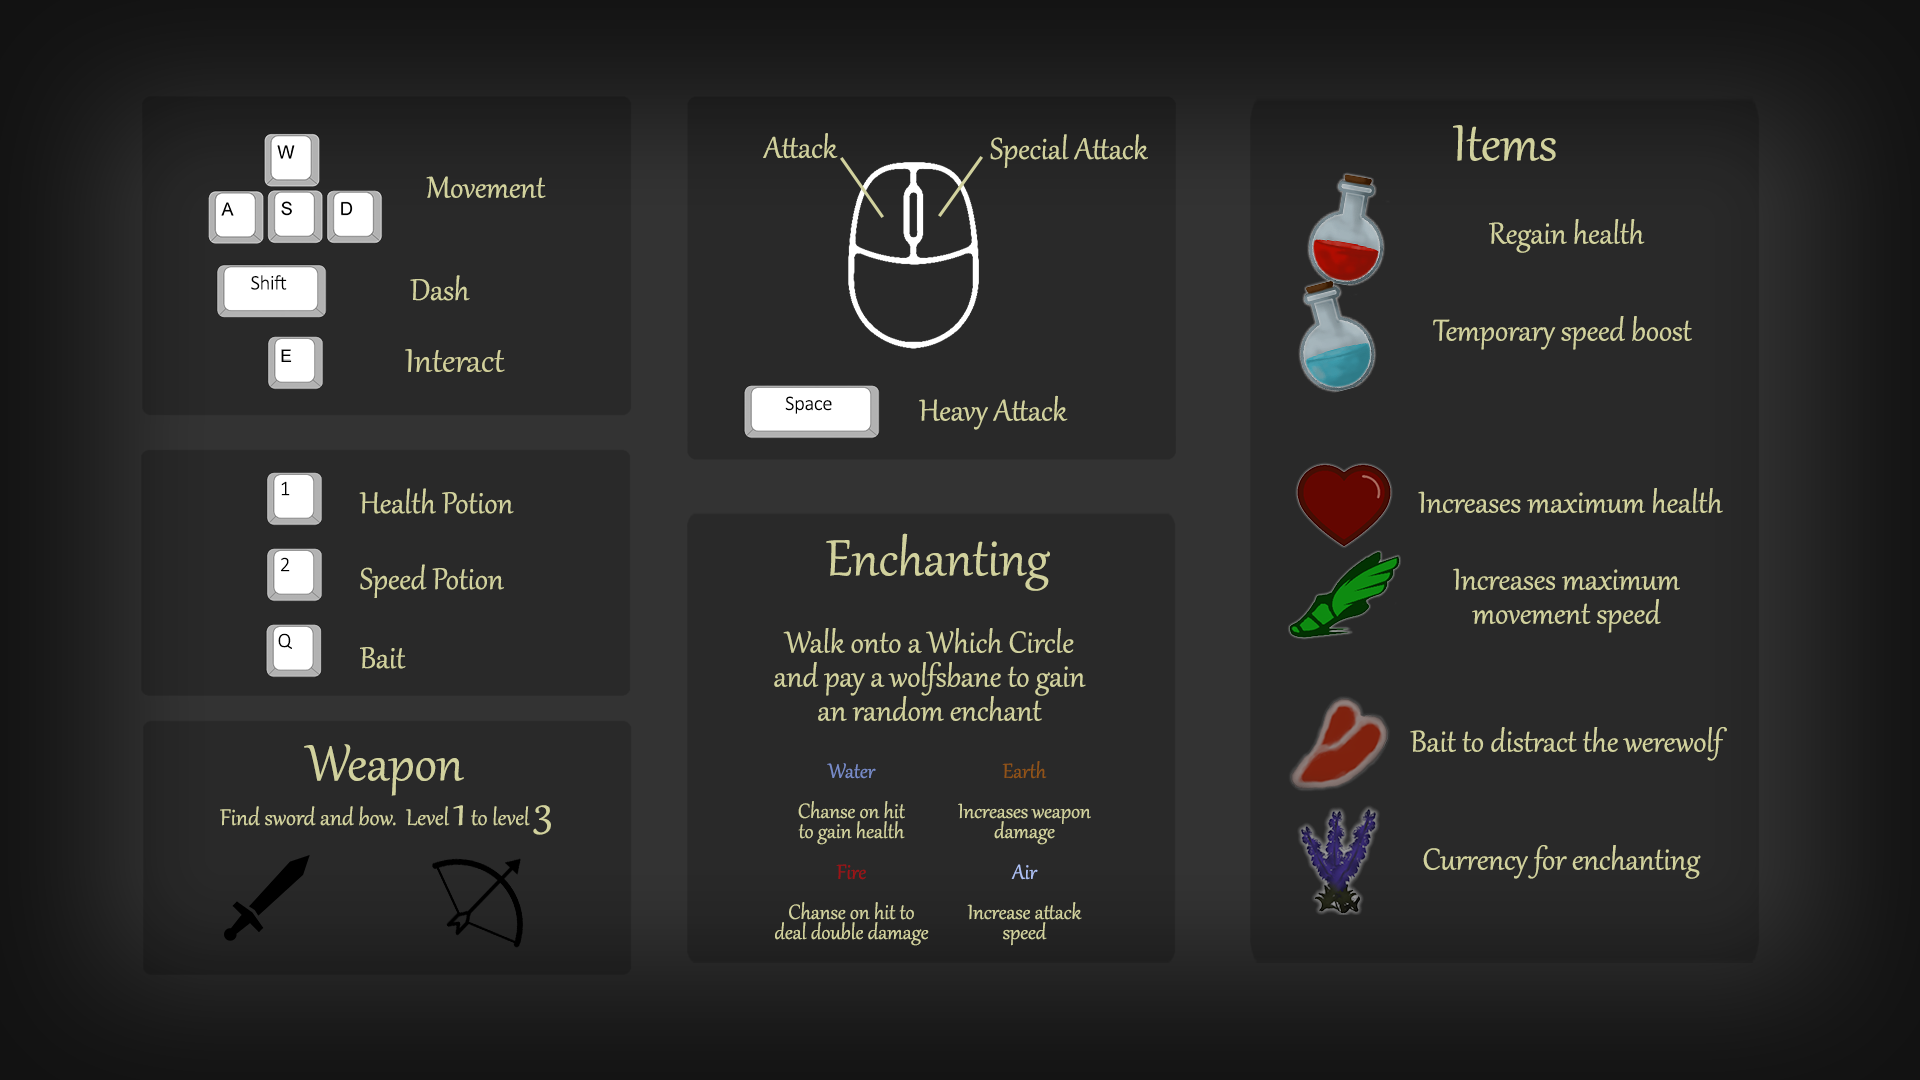 W
A S D
Movement
Shift
Dash
E
Interact
1
Health Potion
2
Speed Potion
Q
Bait
Weapon
Find sword and bow. Level 1 to level 3
Attack
Special Attack
Space
Heavy Attack
Enchanting
Walk onto a Which Circle
and pay a wolfsbane to gain
an random enchant
Water
Chanse on hit
to gain health
Earth
Increases weapon
damage
Fire
Chanse on hit to
deal double damage
Air
Increase attack
speed
Items
Regain health
Temporary speed boost
Increases maximum health
Increases maximum
movement speed
Bait to distract the werewolf
Currency for enchanting